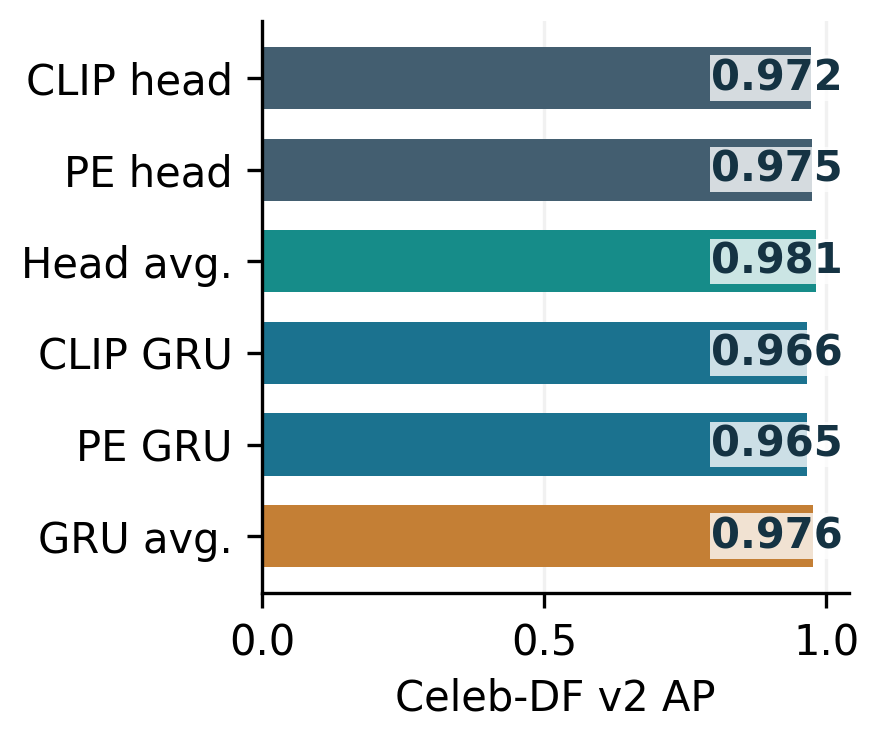 CLIP head 0.972
PE head 0.975
Head avg. 0.981
CLIP GRU 0.966
PE GRU 0.965
GRU avg. 0.976
0.0 0.5 1.0
Celeb-DF v2 AP